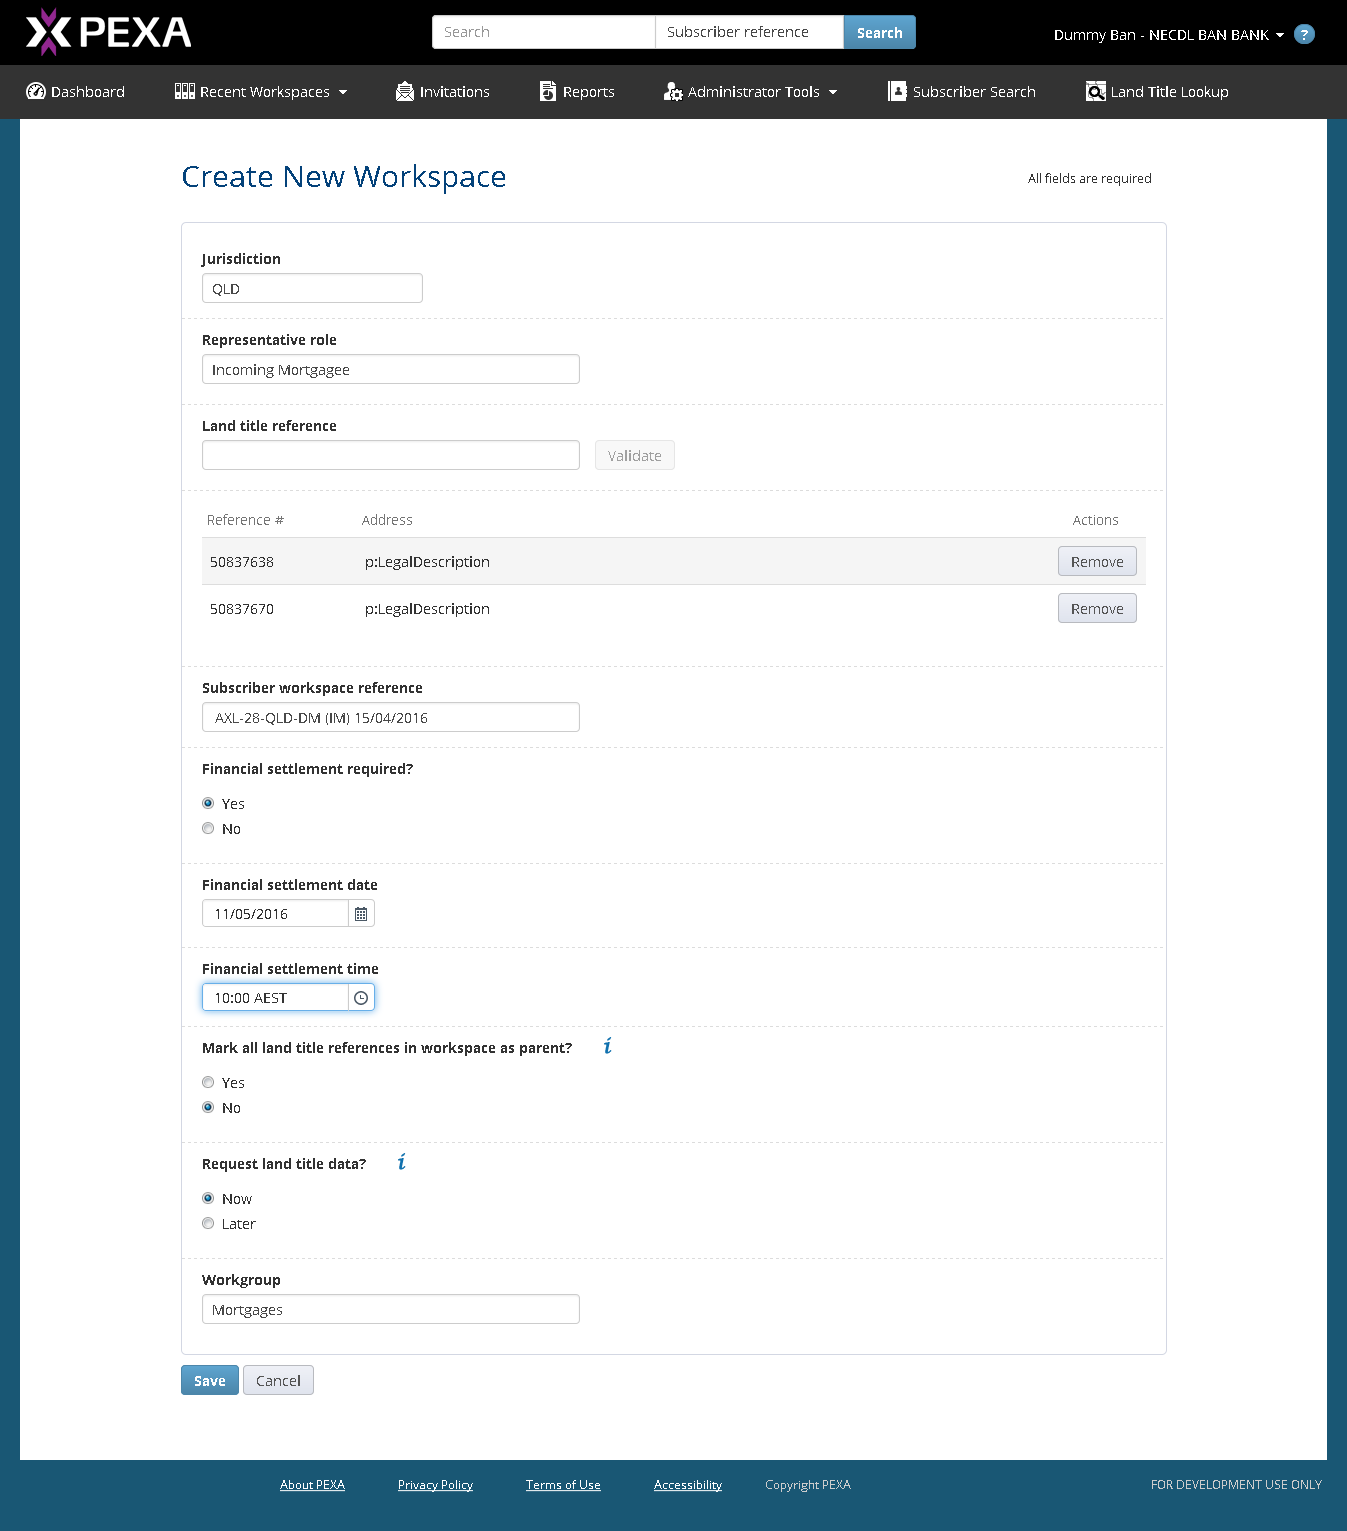 PEXA
Search
Subscriber reference
Search
Dummy Ban - NECDL BAN BANK
?
Dashboard
Recent Workspaces
Invitations
Reports
Administrator Tools
Subscriber Search
Land Title Lookup
Create New Workspace
All fields are required
Jurisdiction
QLD
Representative role
Incoming Mortgagee
Land title reference
Validate
Reference # Address Actions
50837638 p:LegalDescription Remove
50837670 p:LegalDescription Remove
Subscriber workspace reference
AXL-28-QLD-DM (IM) 15/04/2016
Financial settlement required?
Yes
No
Financial settlement date
11/05/2016
Financial settlement time
10:00 AEST
Mark all land title references in workspace as parent? i
Yes
No
Request land title data? i
Now
Later
Workgroup
Mortgages
Save Cancel
About PEXA Privacy Policy Terms of Use Accessibility Copyright PEXA FOR DEVELOPMENT USE ONLY